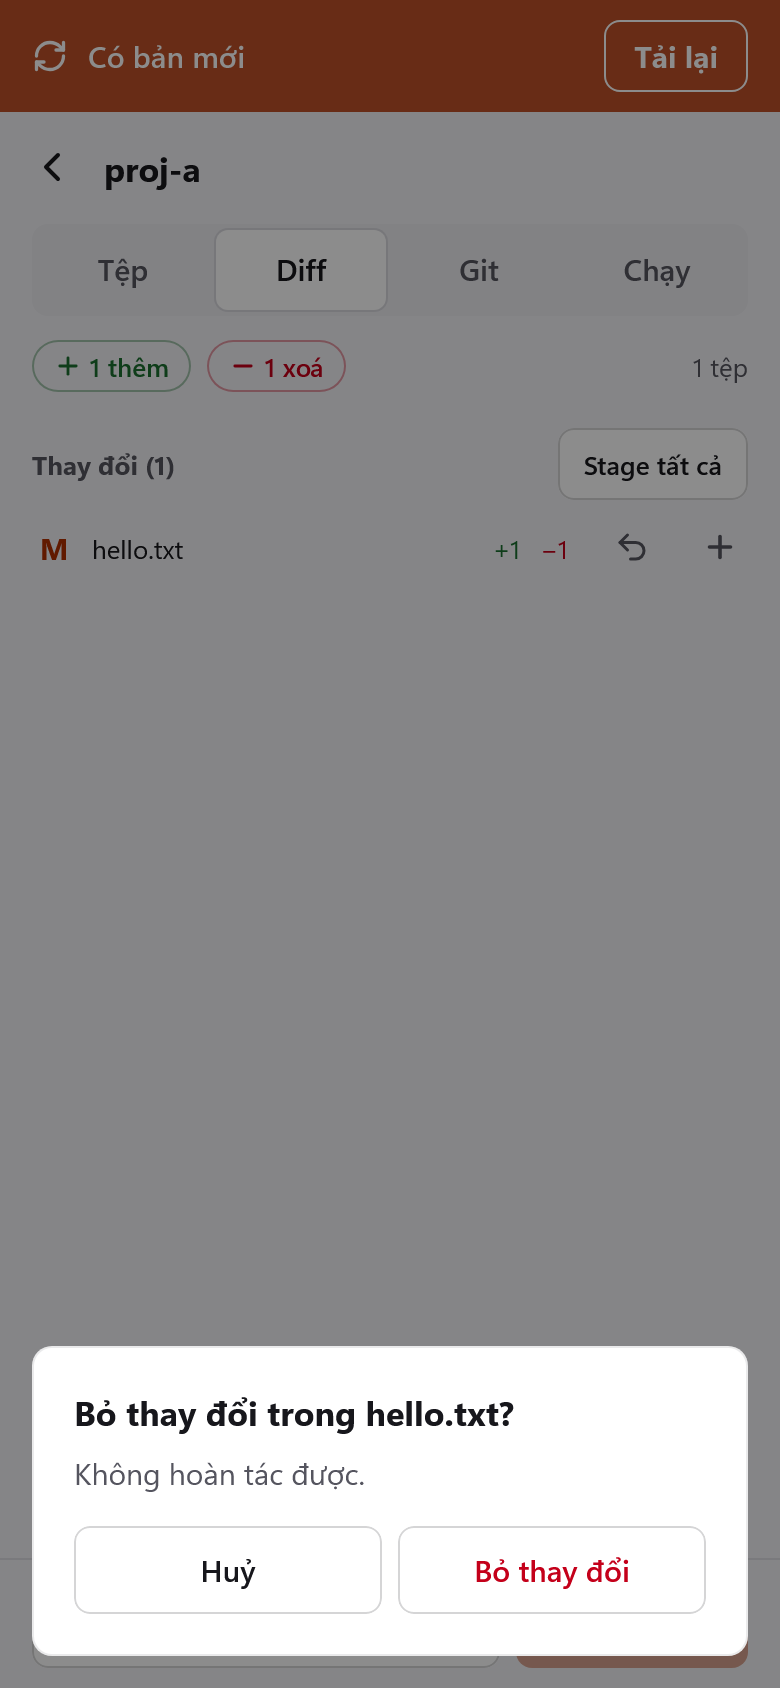 Có bản mới
Tải lại
proj-a
Tệp
Diff
Git
Chạy
+ 1 thêm
− 1 xoá
1 tệp
Thay đổi (1)
Stage tất cả
M hello.txt +1 −1
Bỏ thay đổi trong hello.txt?
Không hoàn tác được.
Huỷ
Bỏ thay đổi